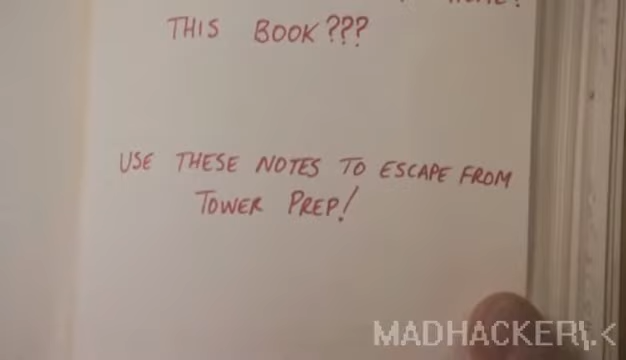 THIS BOOK???
USE THESE NOTES TO ESCAPE FROM
TOWER PREP!
MADHACKER\.<